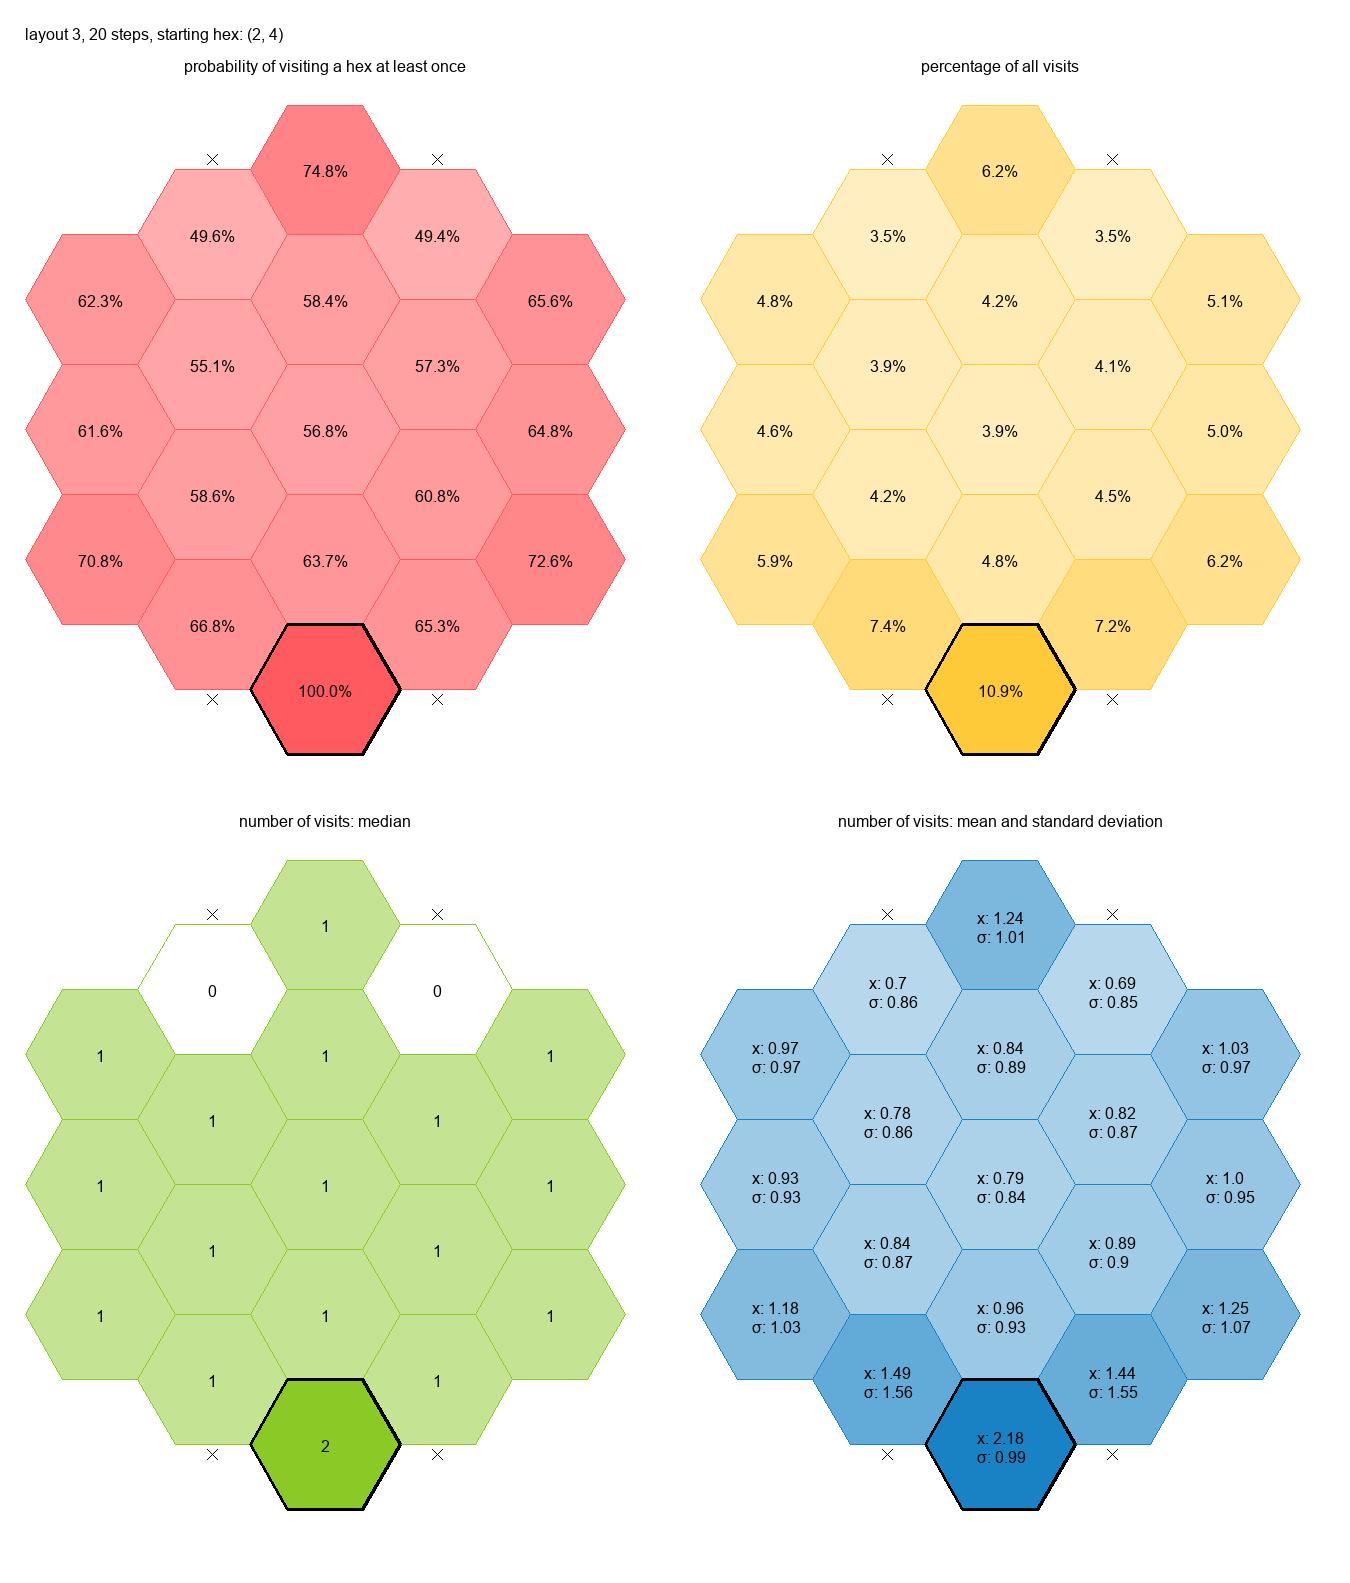 layout 3, 20 steps, starting hex: (2, 4)
probability of visiting a hex at least once
74.8%
49.6% 49.4%
62.3% 58.4% 65.6%
55.1% 57.3%
61.6% 56.8% 64.8%
58.6% 60.8%
70.8% 63.7% 72.6%
66.8% 65.3%
100.0%
percentage of all visits
6.2%
3.5% 3.5%
4.8% 4.2% 5.1%
3.9% 4.1%
4.6% 3.9% 5.0%
4.2% 4.5%
5.9% 4.8% 6.2%
7.4% 7.2%
10.9%
number of visits: median
1
0 0
1 1 1
1 1
1 1 1
1 1
1 1 1
1 1
2
number of visits: mean and standard deviation
x: 1.24
σ: 1.01
x: 0.7 x: 0.69
σ: 0.86 σ: 0.85
x: 0.97 x: 0.84 x: 1.03
σ: 0.97 σ: 0.89 σ: 0.97
x: 0.78 x: 0.82
σ: 0.86 σ: 0.87
x: 0.93 x: 0.79 x: 1.0
σ: 0.93 σ: 0.84 σ: 0.95
x: 0.84 x: 0.89
σ: 0.87 σ: 0.9
x: 1.18 x: 0.96 x: 1.25
σ: 1.03 σ: 0.93 σ: 1.07
x: 1.49 x: 1.44
σ: 1.56 σ: 1.55
x: 2.18
σ: 0.99